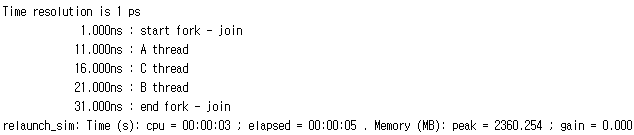 Time resolution is 1 ps
1.000ns : start fork - join
11.000ns : A thread
16.000ns : C thread
21.000ns : B thread
31.000ns : end fork - join
relaunch_sim: Time (s): cpu = 00:00:03 ; elapsed = 00:00:05 . Memory (MB): peak = 2360.254 ; gain = 0.000